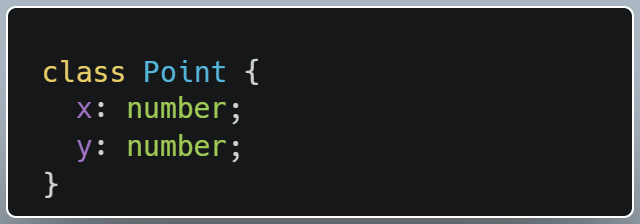 class Point {
  x: number;
  y: number;
}